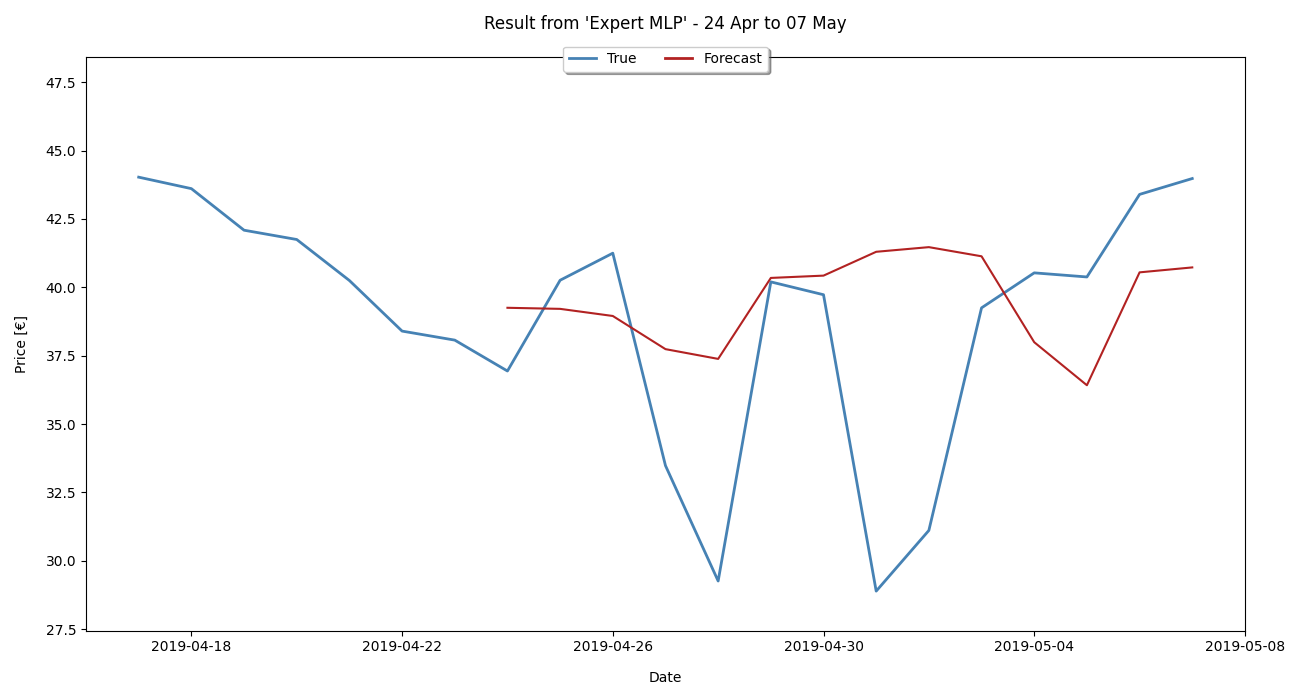 Result from 'Expert MLP' - 24 Apr to 07 May
True Forecast
47.5
45.0
42.5
40.0
37.5
35.0
32.5
30.0
27.5
Price [€]
2019-04-18 2019-04-22 2019-04-26 2019-04-30 2019-05-04 2019-05-08
Date